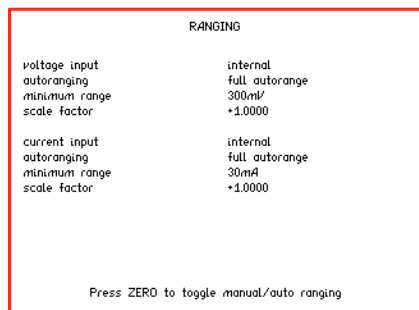 RANGING
voltage input internal
autoranging full autorange
minimum range 300mV
scale factor +1.0000
current input internal
autoranging full autorange
minimum range 30mA
scale factor +1.0000
Press ZERO to toggle manual/auto ranging